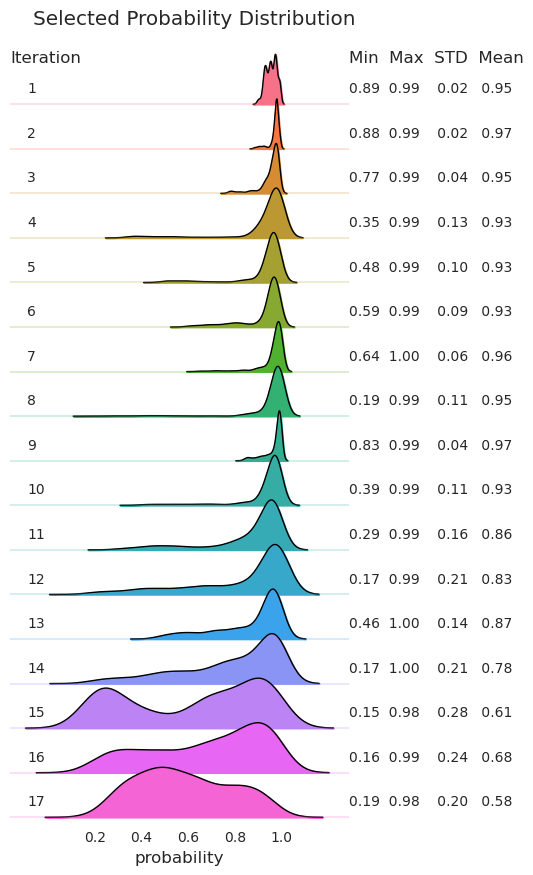 Selected Probability Distribution
Iteration Min Max STD Mean
1 0.89 0.99 0.02 0.95
2 0.88 0.99 0.02 0.97
3 0.77 0.99 0.04 0.95
4 0.35 0.99 0.13 0.93
5 0.48 0.99 0.10 0.93
6 0.59 0.99 0.09 0.93
7 0.64 1.00 0.06 0.96
8 0.19 0.99 0.11 0.95
9 0.83 0.99 0.04 0.97
10 0.39 0.99 0.11 0.93
11 0.29 0.99 0.16 0.86
12 0.17 0.99 0.21 0.83
13 0.46 1.00 0.14 0.87
14 0.17 1.00 0.21 0.78
15 0.15 0.98 0.28 0.61
16 0.16 0.99 0.24 0.68
17 0.19 0.98 0.20 0.58
0.2 0.4 0.6 0.8 1.0
probability